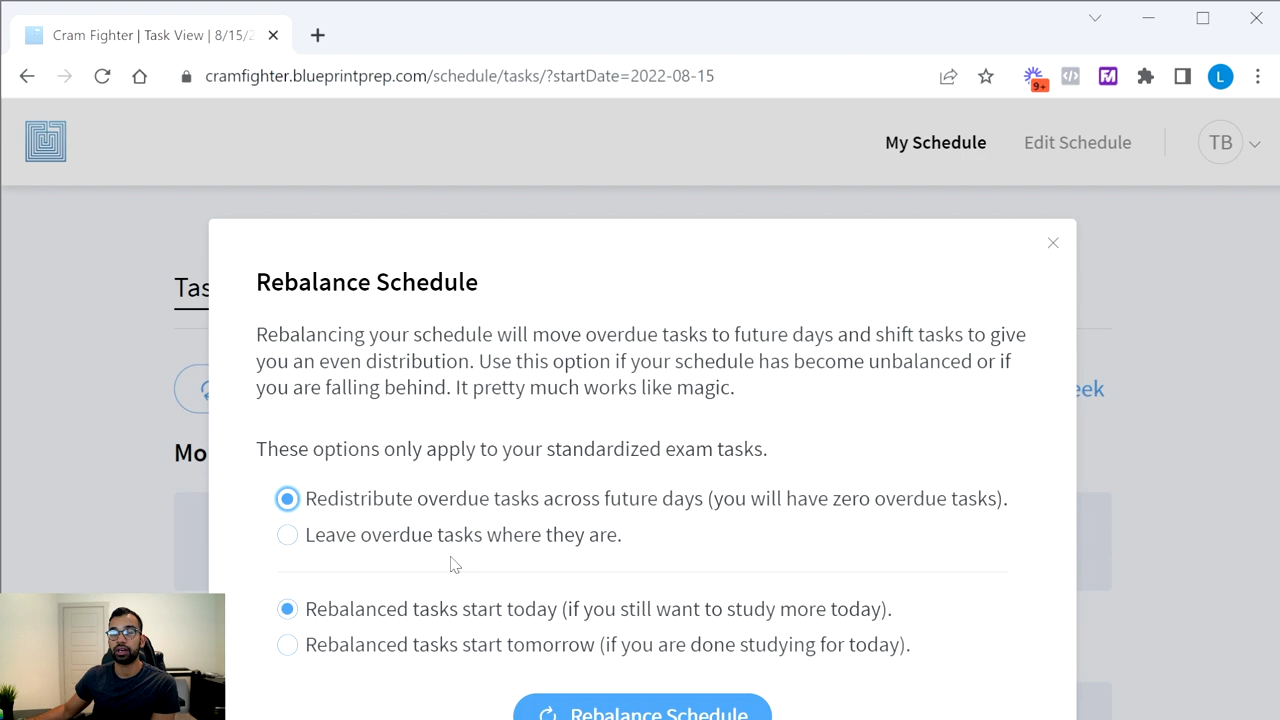 Cram Fighter | Task View | 8/15/2
cramfighter.blueprintprep.com/schedule/tasks/?startDate=2022-08-15
9+
L
My Schedule
Edit Schedule
TB
Tas
Rebalance Schedule
Rebalancing your schedule will move overdue tasks to future days and shift tasks to give
you an even distribution. Use this option if your schedule has become unbalanced or if
you are falling behind. It pretty much works like magic.
eek
Mo
These options only apply to your standardized exam tasks.
Redistribute overdue tasks across future days (you will have zero overdue tasks).
Leave overdue tasks where they are.
Rebalanced tasks start today (if you still want to study more today).
Rebalanced tasks start tomorrow (if you are done studying for today).
Rebalance Schedule